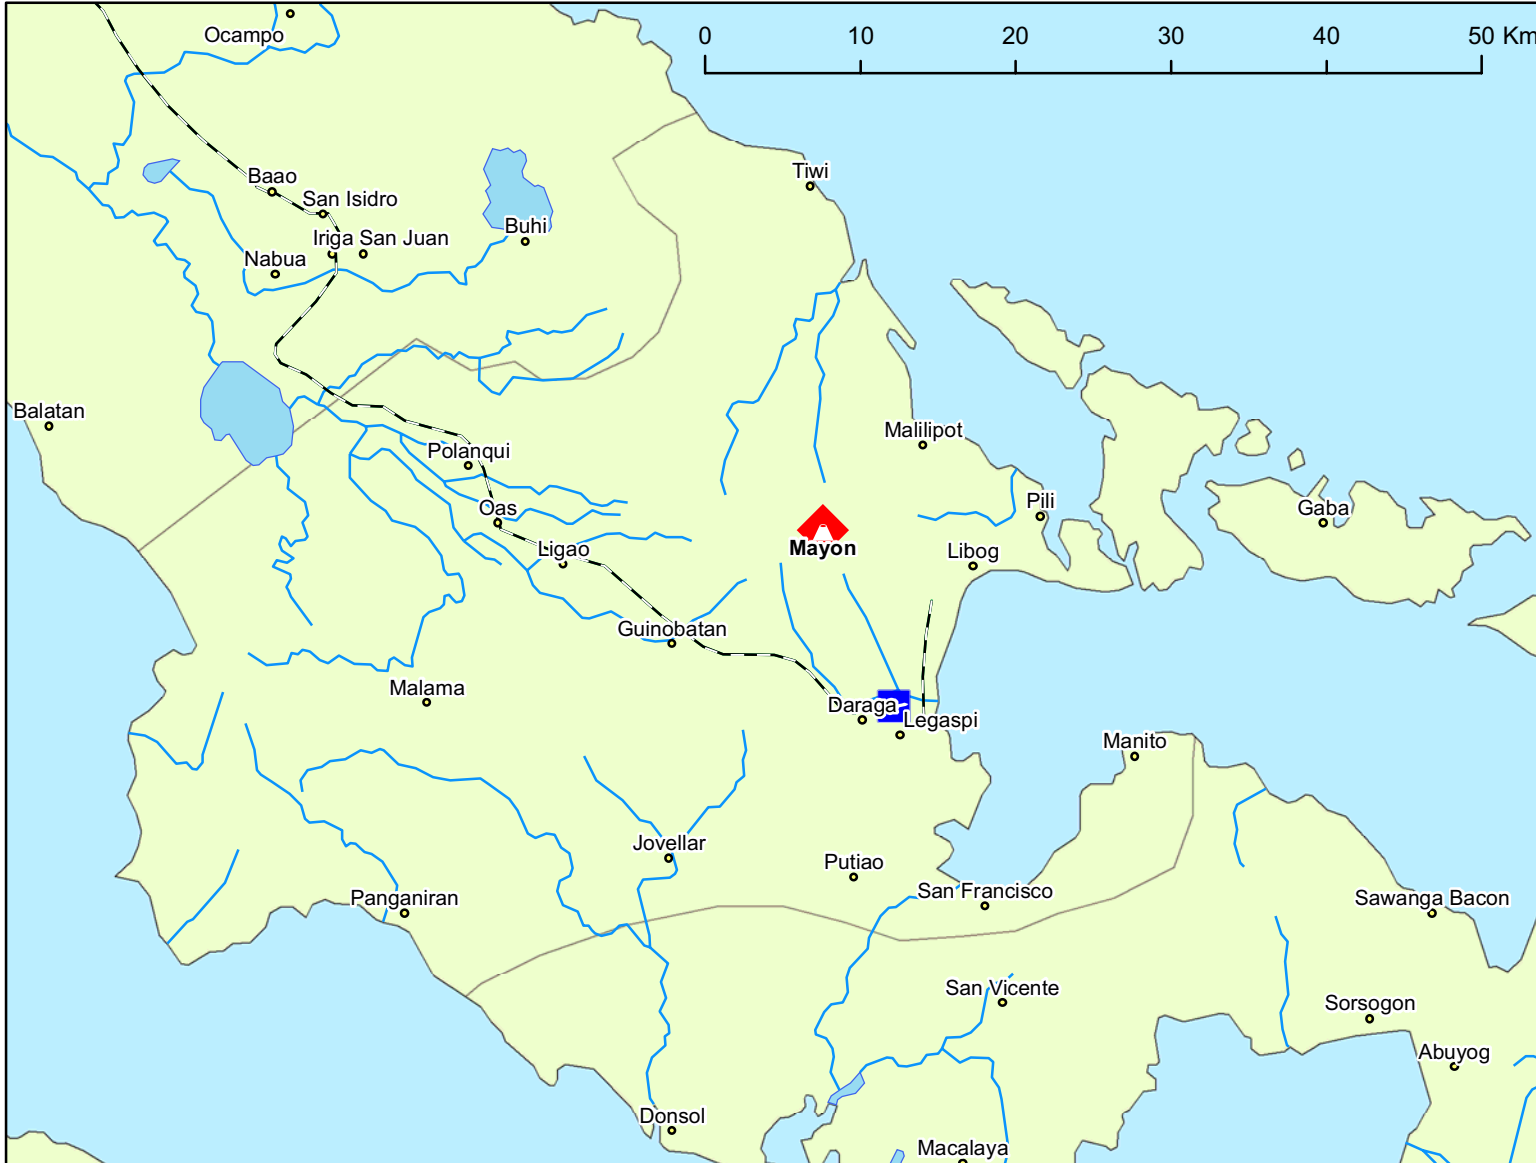 Ocampo
0 10 20 30 40 50 Km
Tiwi
Baao
San Isidro
Buhi
Iriga San Juan
Nabua
Balatan
Malilipot
Polanqui
Pili
Oas
Gaba
Ligao
Mayon
Libog
Guinobatan
Malama
Daraga
Legaspi
Manito
Jovellar
Putiao
San Francisco
Panganiran
Sawanga Bacon
San Vicente
Sorsogon
Abuyog
Donsol
Macalaya